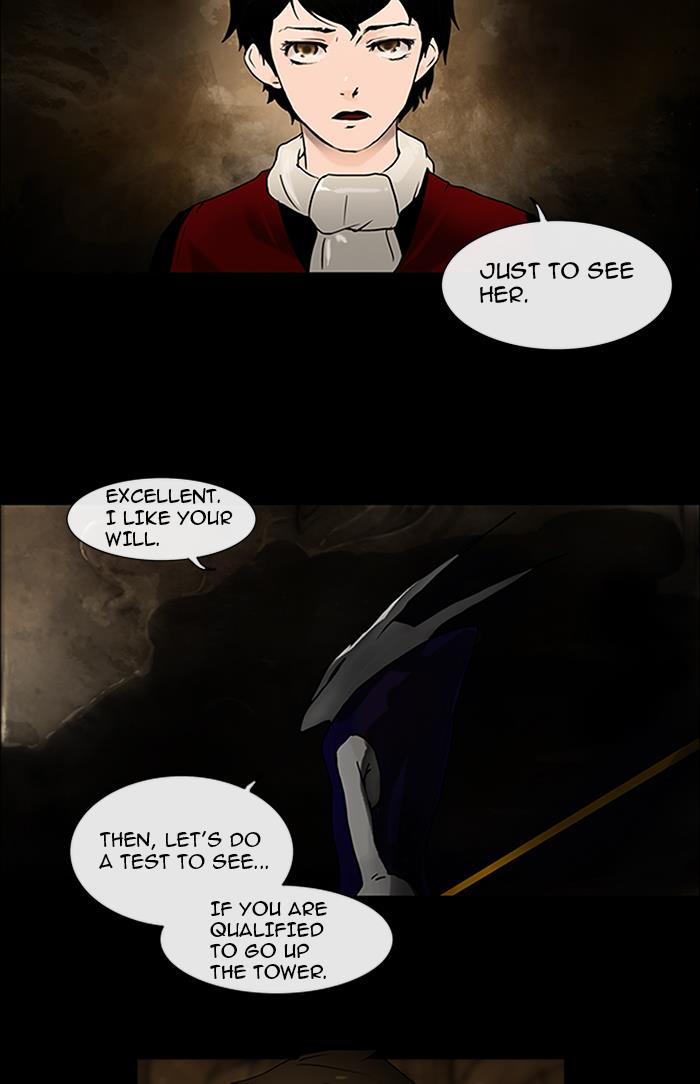 JUST TO SEE
HER.
EXCELLENT.
I LIKE YOUR
WILL.
THEN, LET'S DO
A TEST TO SEE...
IF YOU ARE
QUALIFIED
TO GO UP
THE TOWER.